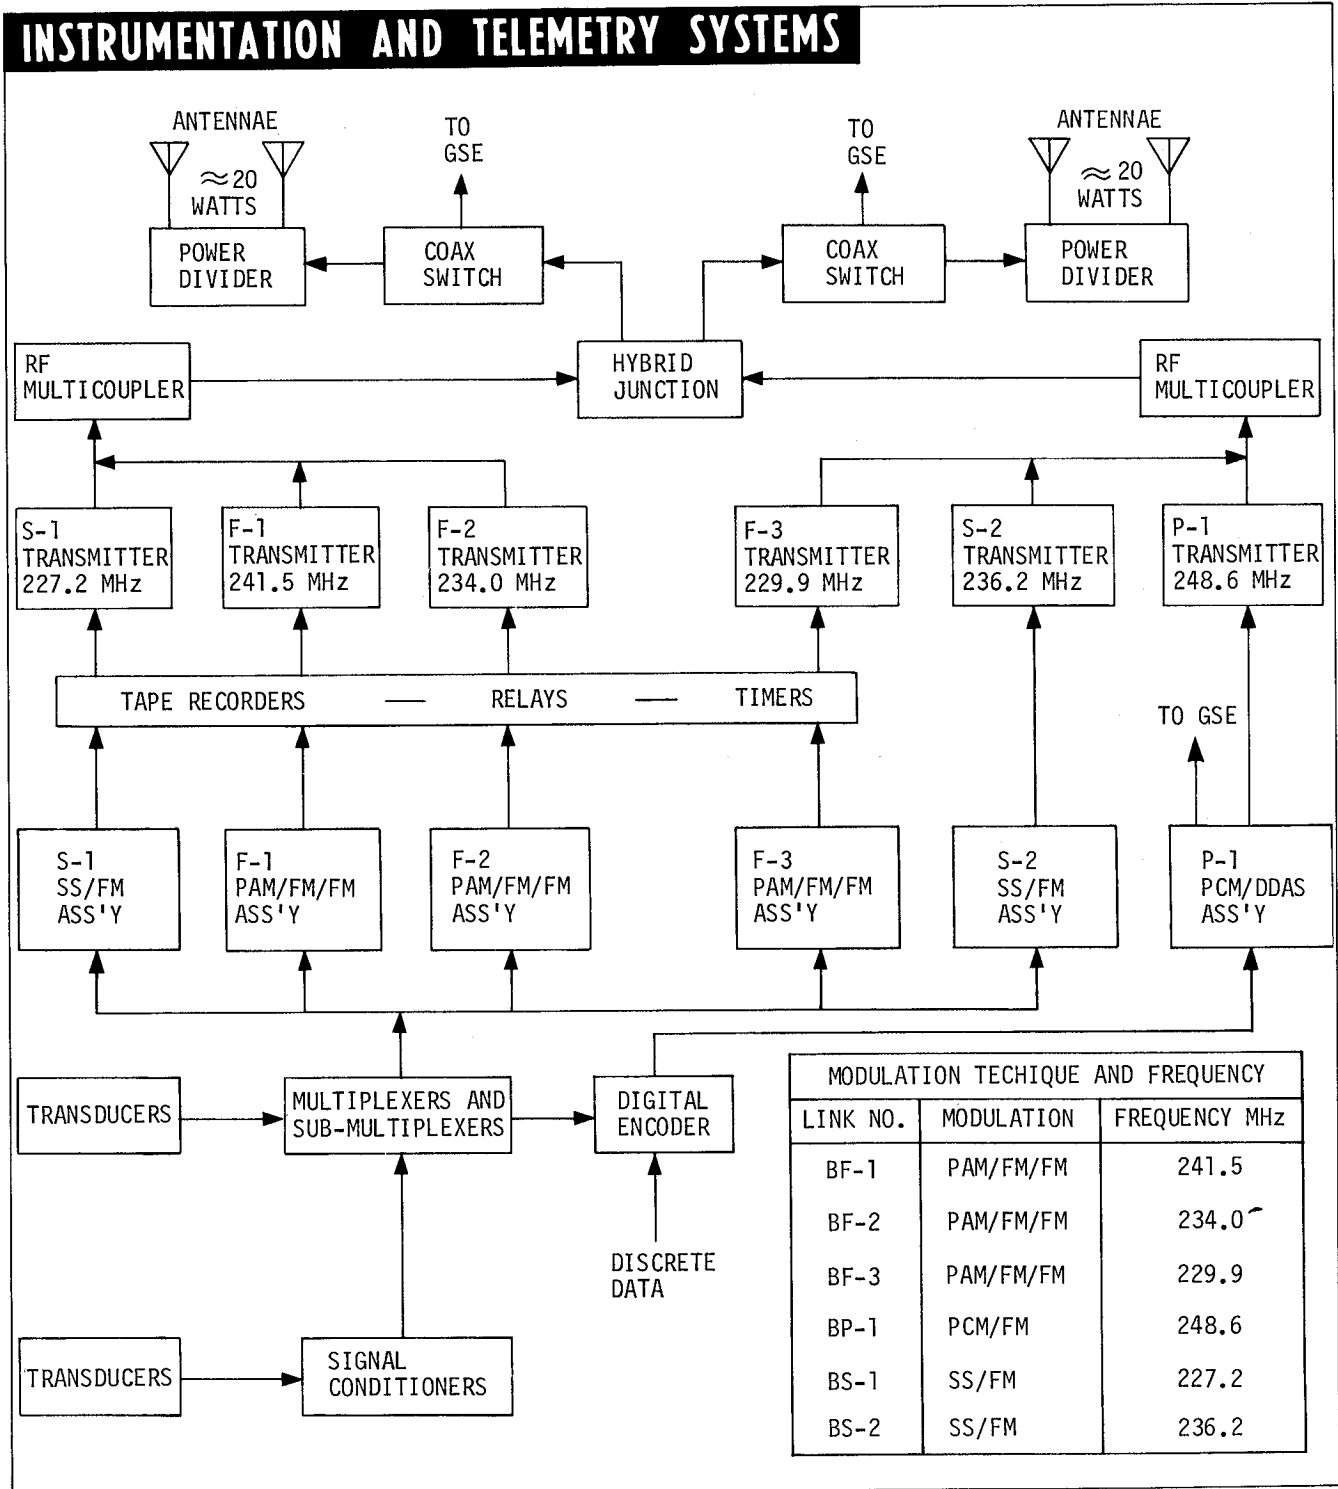 INSTRUMENTATION AND TELEMETRY SYSTEMS
ANTENNAE
TO
GSE
TO
GSE
ANTENNAE
≈20
WATTS
≈20
WATTS
POWER
DIVIDER
COAX
SWITCH
COAX
SWITCH
POWER
DIVIDER
RF
MULTICOUPLER
HYBRID
JUNCTION
RF
MULTICOUPLER
S-1
TRANSMITTER
227.2 MHz
F-1
TRANSMITTER
241.5 MHz
F-2
TRANSMITTER
234.0 MHz
F-3
TRANSMITTER
229.9 MHz
S-2
TRANSMITTER
236.2 MHz
P-1
TRANSMITTER
248.6 MHz
TAPE RECORDERS — RELAYS — TIMERS
TO GSE
S-1
SS/FM
ASS'Y
F-1
PAM/FM/FM
ASS'Y
F-2
PAM/FM/FM
ASS'Y
F-3
PAM/FM/FM
ASS'Y
S-2
SS/FM
ASS'Y
P-1
PCM/DDAS
ASS'Y
TRANSDUCERS
MULTIPLEXERS AND
SUB-MULTIPLEXERS
DIGITAL
ENCODER
DISCRETE
DATA
TRANSDUCERS
SIGNAL
CONDITIONERS
MODULATION TECHIQUE AND FREQUENCY
LINK NO. MODULATION FREQUENCY MHz
BF-1 PAM/FM/FM 241.5
BF-2 PAM/FM/FM 234.0
BF-3 PAM/FM/FM 229.9
BP-1 PCM/FM 248.6
BS-1 SS/FM 227.2
BS-2 SS/FM 236.2